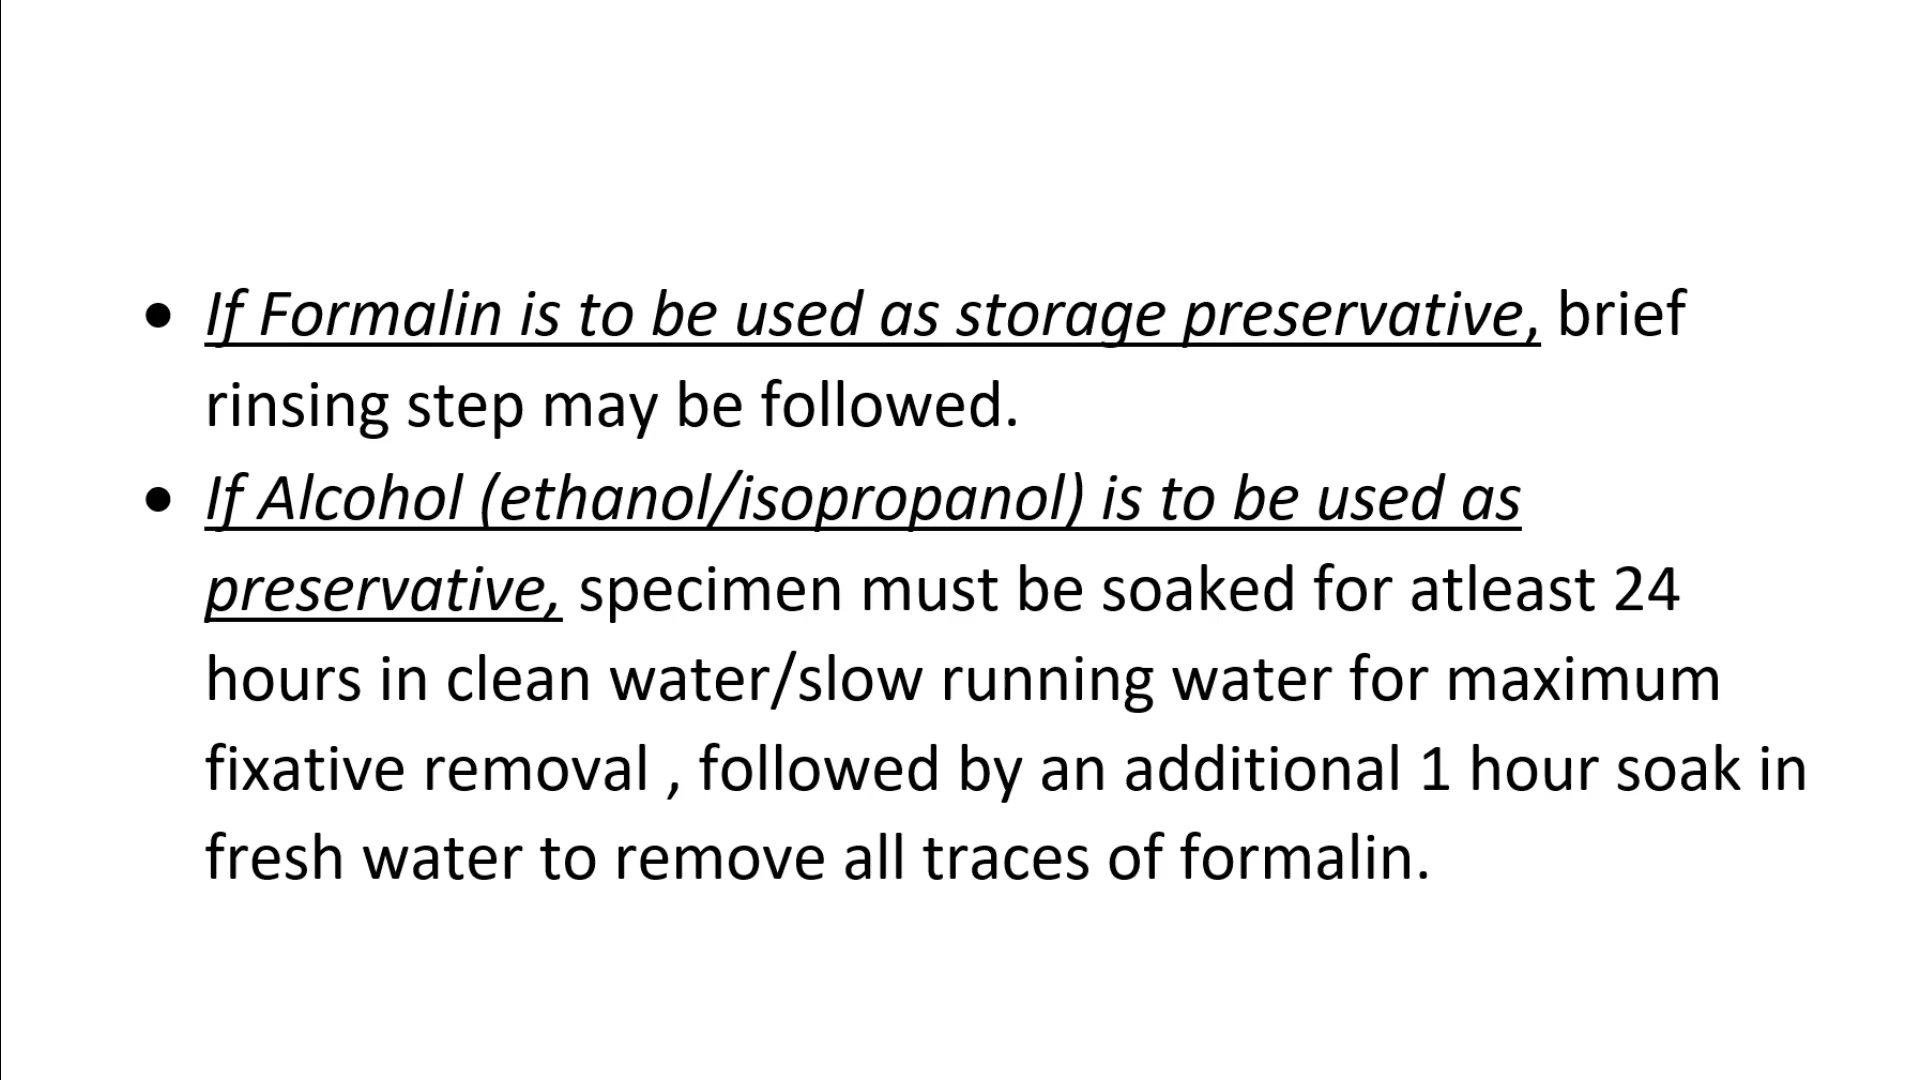 • If Formalin is to be used as storage preservative, brief
rinsing step may be followed.
• If Alcohol (ethanol/isopropanol) is to be used as
preservative, specimen must be soaked for atleast 24
hours in clean water/slow running water for maximum
fixative removal , followed by an additional 1 hour soak in
fresh water to remove all traces of formalin.